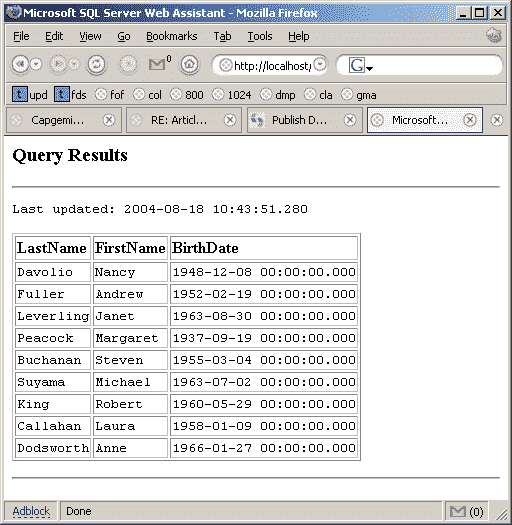 Microsoft SQL Server Web Assistant - Mozilla Firefox
File Edit View Go Bookmarks Tab Tools Help
0 http://localhost/ G
t upd t fds fof col 800 1024 dmp cla gma
Capgemi... RE: Articl... Publish D... Microsoft...
Query Results
Last updated: 2004-08-18 10:43:51.280
LastName FirstName BirthDate
Davolio Nancy 1948-12-08 00:00:00.000
Fuller Andrew 1952-02-19 00:00:00.000
Leverling Janet 1963-08-30 00:00:00.000
Peacock Margaret 1937-09-19 00:00:00.000
Buchanan Steven 1955-03-04 00:00:00.000
Suyama Michael 1963-07-02 00:00:00.000
King Robert 1960-05-29 00:00:00.000
Callahan Laura 1958-01-09 00:00:00.000
Dodsworth Anne 1966-01-27 00:00:00.000
Adblock Done (0)